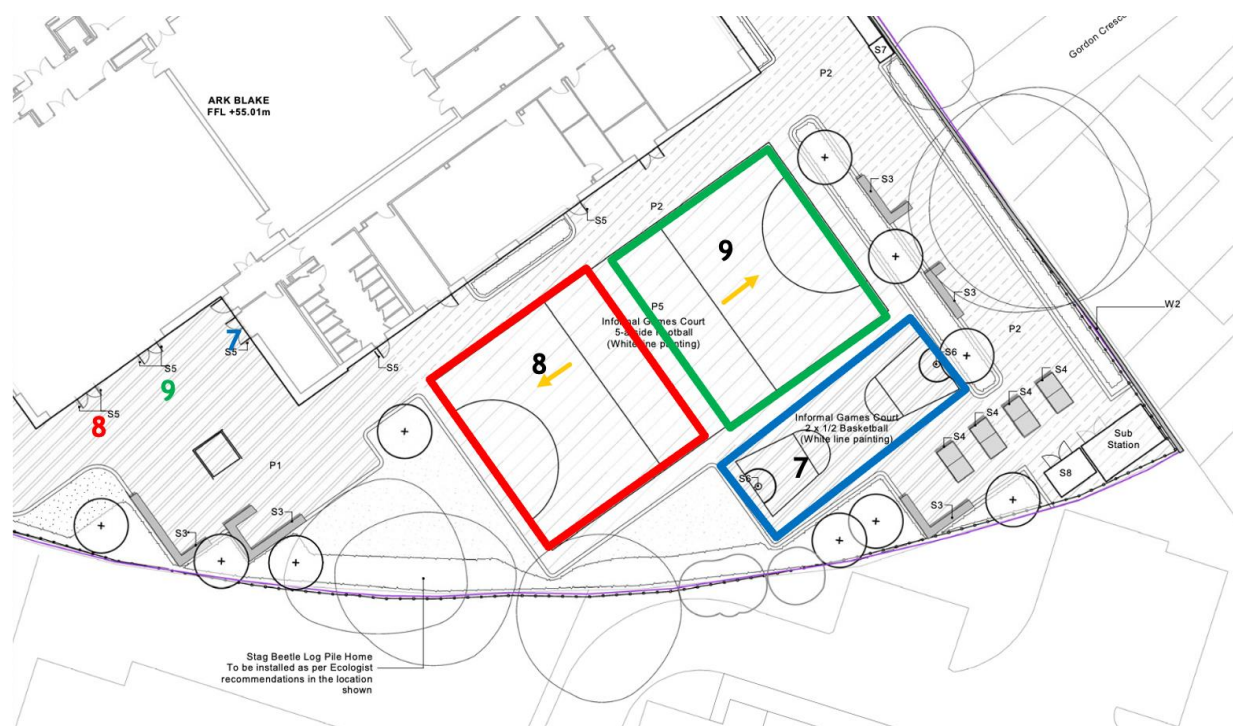 Gordon Cresc
S7
P2
ARK BLAKE
FFL +55.01m
S3
P2
S5
9
S3
W2
P5
P2
Informal Games Court
5-a-side Football
(White line painting)
7
S5
S5
S5
8
S6
9
S4
S4
S4
S4
S5
8
Informal Games Court
2 x 1/2 Basketball
(White line painting)
Sub
Station
P1
7
S6
S8
S3
S3
S3
Stag Beetle Log Pile Home
To be installed as per Ecologist
recommendations in the location
shown